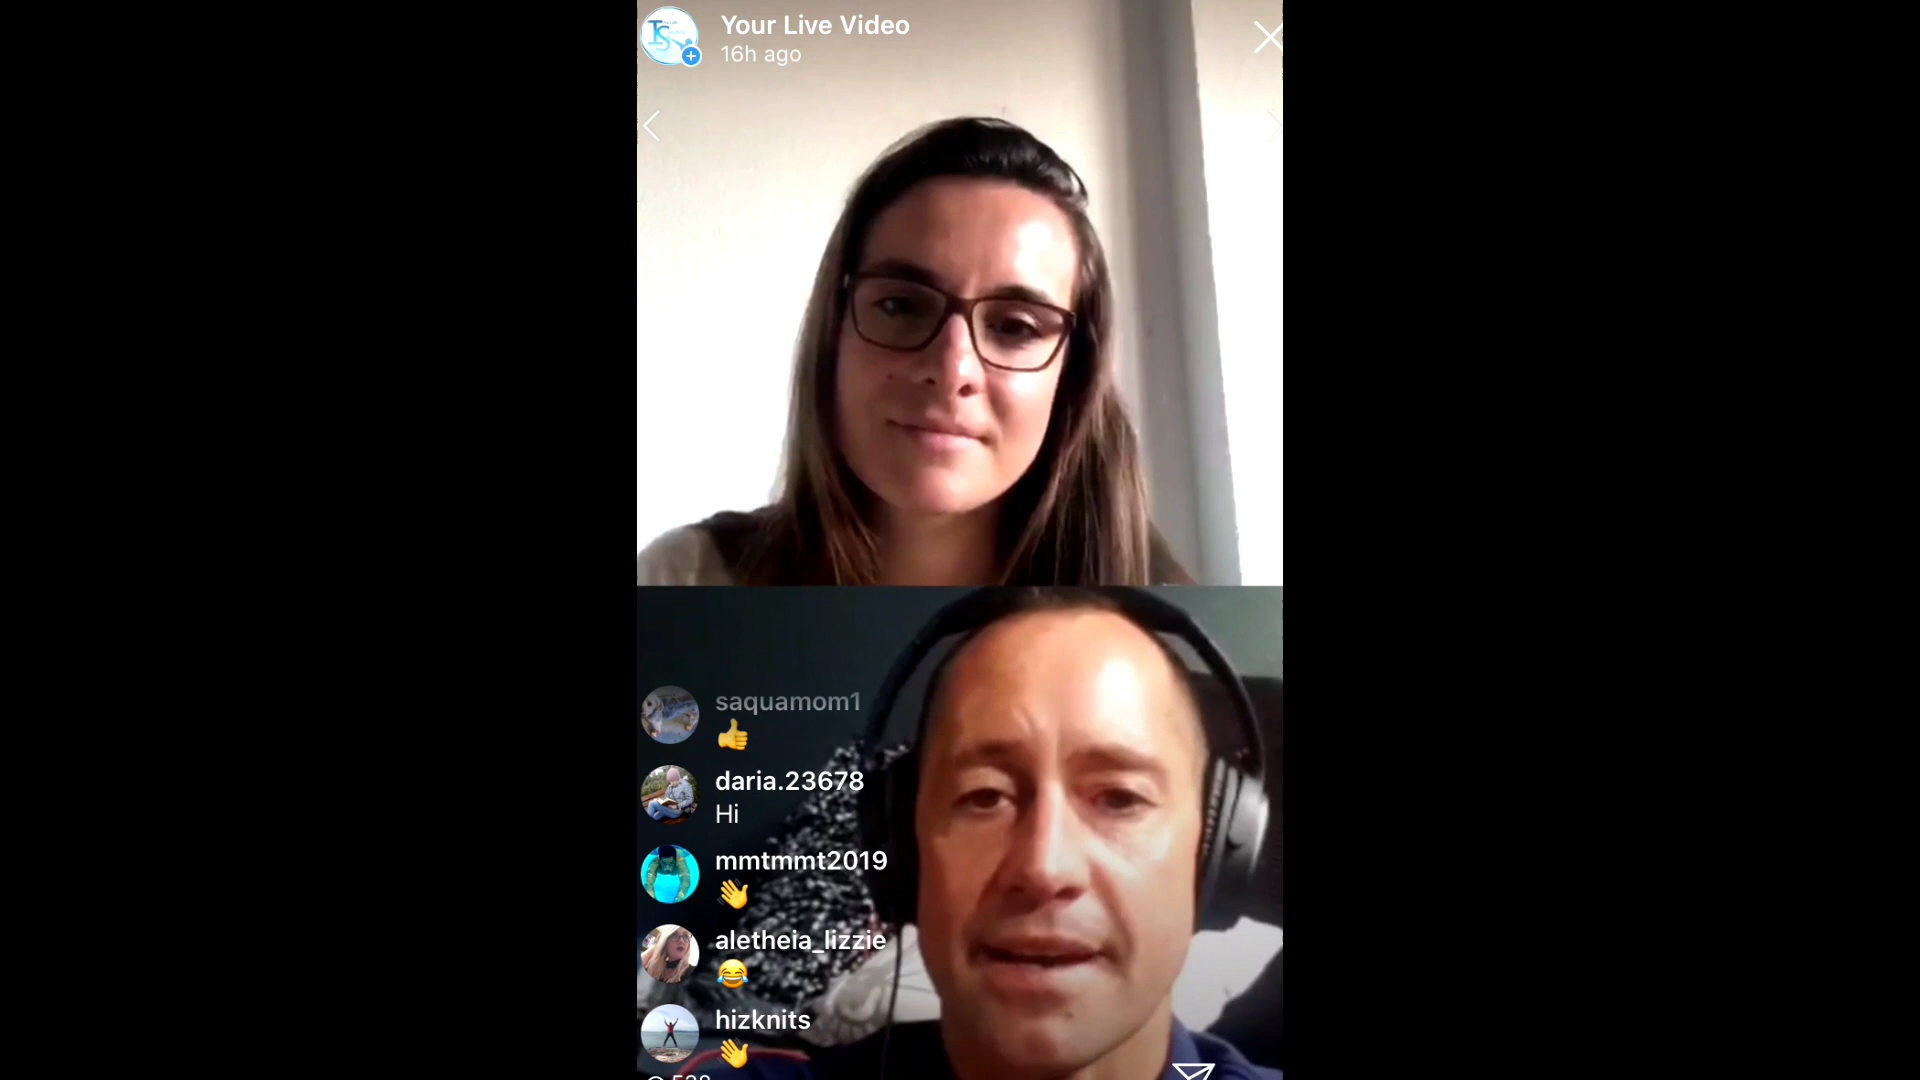 Your Live Video
16h ago
saquamom1
👍
daria.23678
Hi
mmtmmt2019
👋
aletheia_lizzie
😂
hizknits
👋